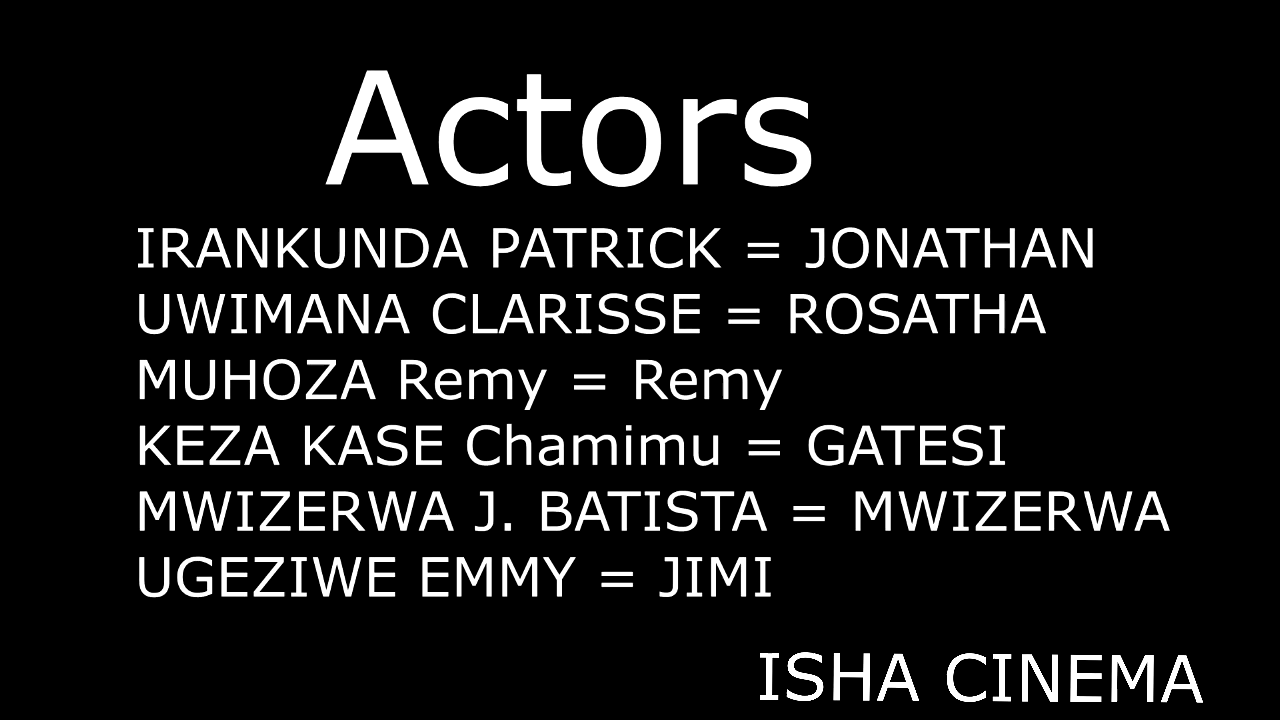 Actors
IRANKUNDA PATRICK = JONATHAN
UWIMANA CLARISSE = ROSATHA
MUHOZA Remy = Remy
KEZA KASE Chamimu = GATESI
MWIZERWA J. BATISTA = MWIZERWA
UGEZIWE EMMY = JIMI
ISHA CINEMA